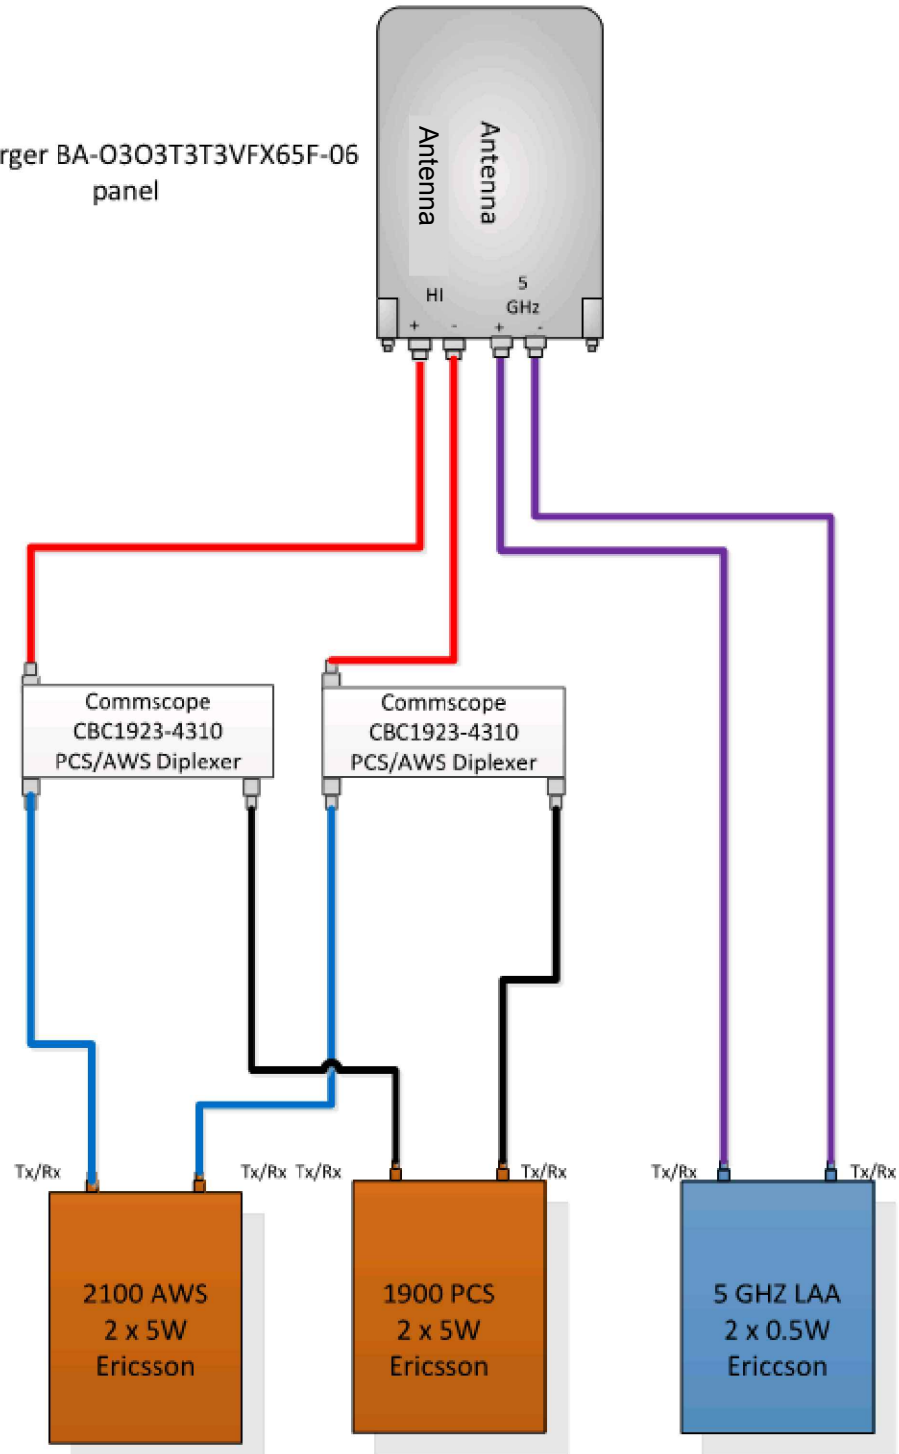 rger BA-O3O3T3T3VFX65F-06
panel
Antenna
Antenna
HI
5
GHz
+ - + -
Commscope
CBC1923-4310
PCS/AWS Diplexer
Commscope
CBC1923-4310
PCS/AWS Diplexer
Tx/Rx
Tx/Rx
Tx/Rx
Tx/Rx
Tx/Rx
Tx/Rx
2100 AWS
2 x 5W
Ericsson
1900 PCS
2 x 5W
Ericsson
5 GHZ LAA
2 x 0.5W
Ericcson